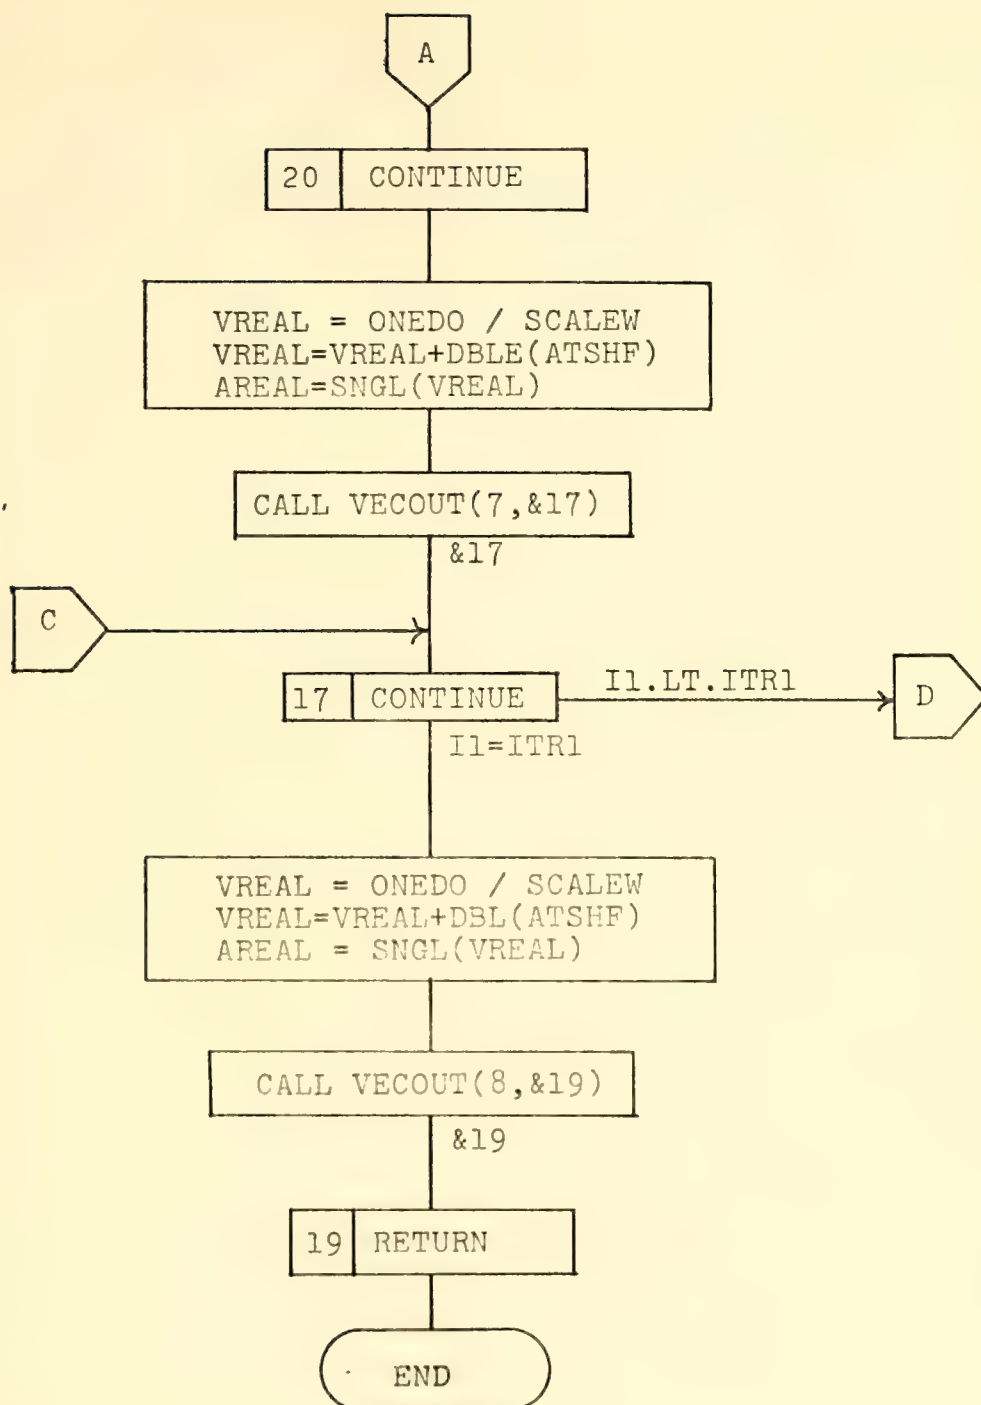 A
20 CONTINUE
VREAL = ONEDO / SCALEW
VREAL=VREAL+DBLE(ATSHF)
AREAL=SNGL(VREAL)
CALL VECOUT(7,&17)
&17
C
17 CONTINUE
I1.LT.ITR1
D
I1=ITR1
VREAL = ONEDO / SCALEW
VREAL=VREAL+DBL(ATSHF)
AREAL = SNGL(VREAL)
CALL VECOUT(8,&19)
&19
19 RETURN
END